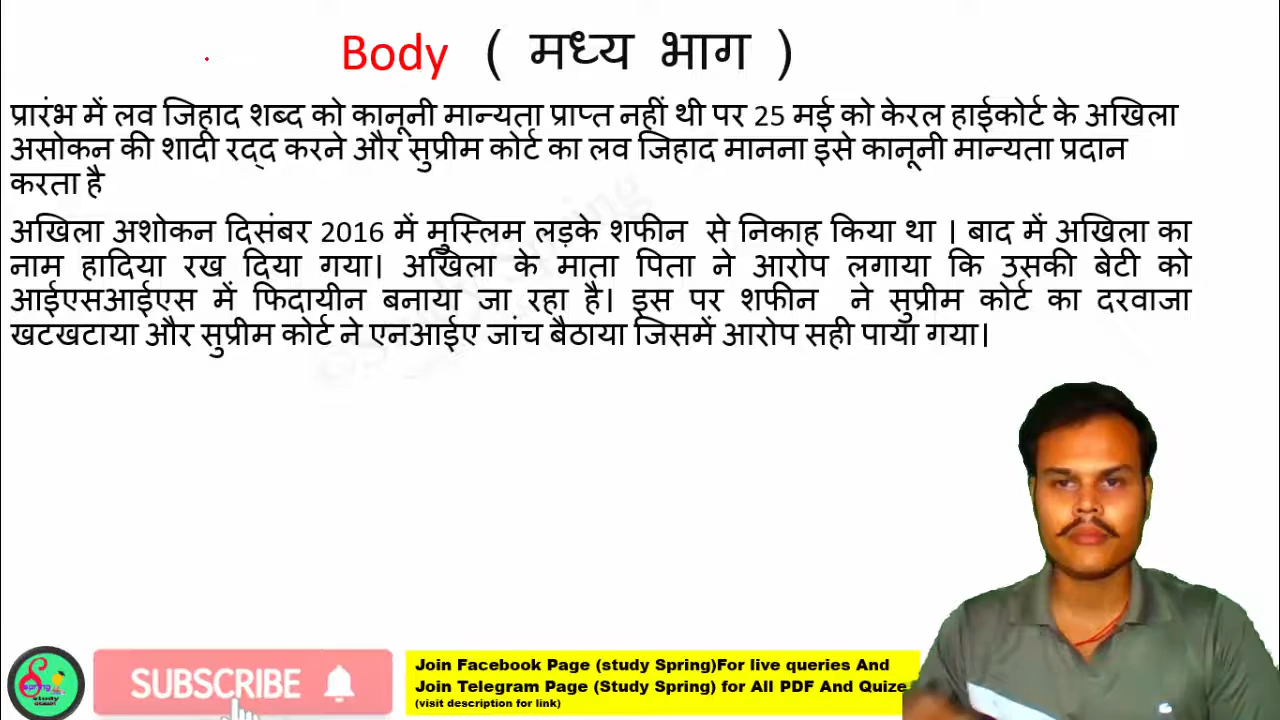 Body ( मध्य भाग )
प्रारंभ में लव जिहाद शब्द को कानूनी मान्यता प्राप्त नहीं थी पर 25 मई को केरल हाईकोर्ट के अखिला
असोकन की शादी रद्द करने और सुप्रीम कोर्ट का लव जिहाद मानना इसे कानूनी मान्यता प्रदान
करता है
अखिला अशोकन दिसंबर 2016 में मुस्लिम लड़के शफीन से निकाह किया था । बाद में अखिला का
नाम हादिया रख दिया गया। अखिला के माता पिता ने आरोप लगाया कि उसकी बेटी को
आईएसआईएस में फिदायीन बनाया जा रहा है। इस पर शफीन ने सुप्रीम कोर्ट का दरवाजा
खटखटाया और सुप्रीम कोर्ट ने एनआईए जांच बैठाया जिसमें आरोप सही पाया गया।
SUBSCRIBE
Join Facebook Page (study Spring)For live queries And
Join Telegram Page (Study Spring) for All PDF And Quize
(visit description for link)